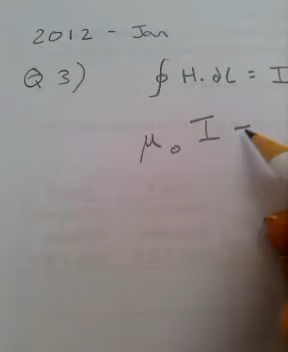 2012 - Jan
Q 3) ∮ H. dL = I
μ₀ I -